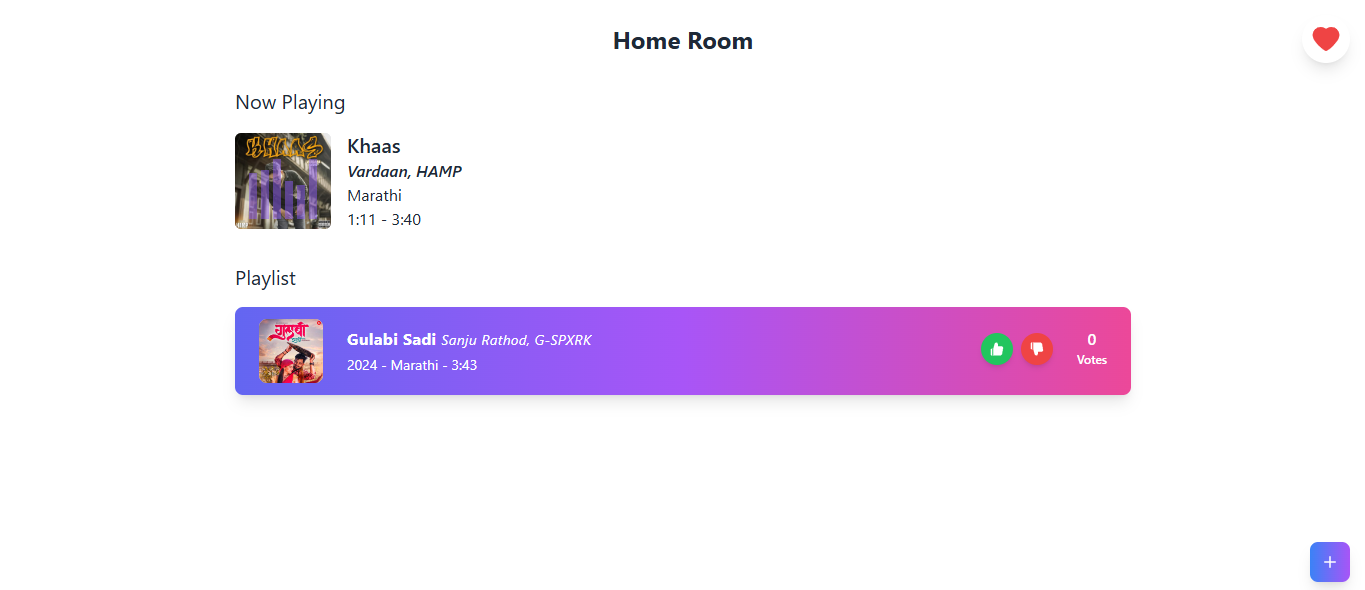 Home Room
Now Playing
KHAAS
Khaas
Vardaan, HAMP
Marathi
1:11 - 3:40
Playlist
गुलाबी
Gulabi Sadi Sanju Rathod, G-SPXRK
2024 - Marathi - 3:43
0
Votes